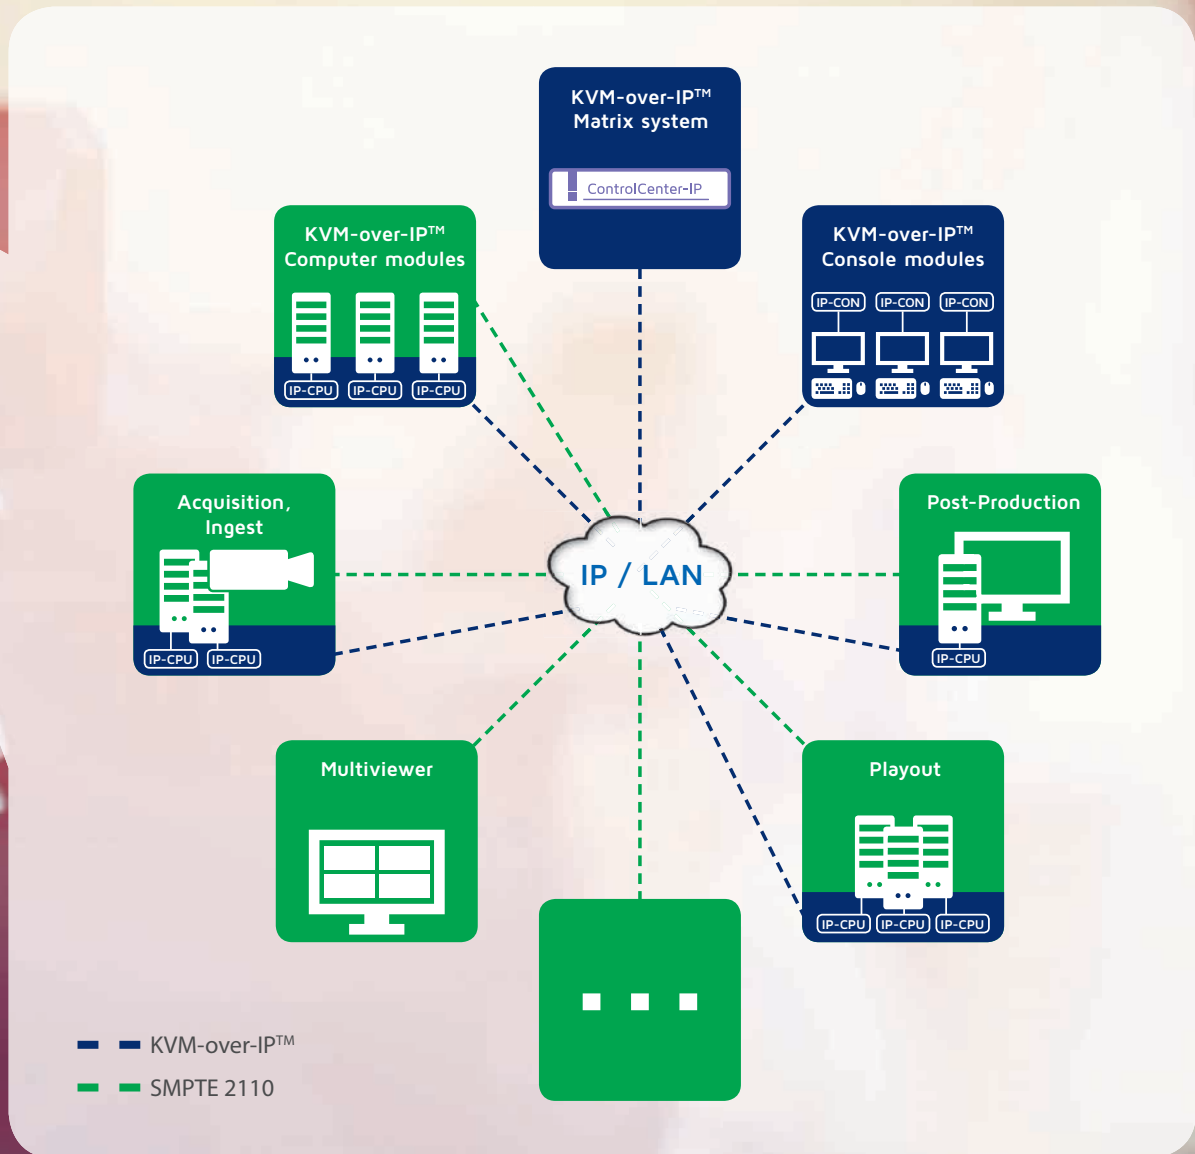 KVM-over-IP™
Matrix system
ControlCenter-IP
KVM-over-IP™
Computer modules
IP-CPU IP-CPU IP-CPU
KVM-over-IP™
Console modules
IP-CON IP-CON IP-CON
Acquisition,
Ingest
IP-CPU IP-CPU
IP / LAN
Post-Production
IP-CPU
Multiviewer
Playout
IP-CPU IP-CPU IP-CPU
KVM-over-IP™
SMPTE 2110